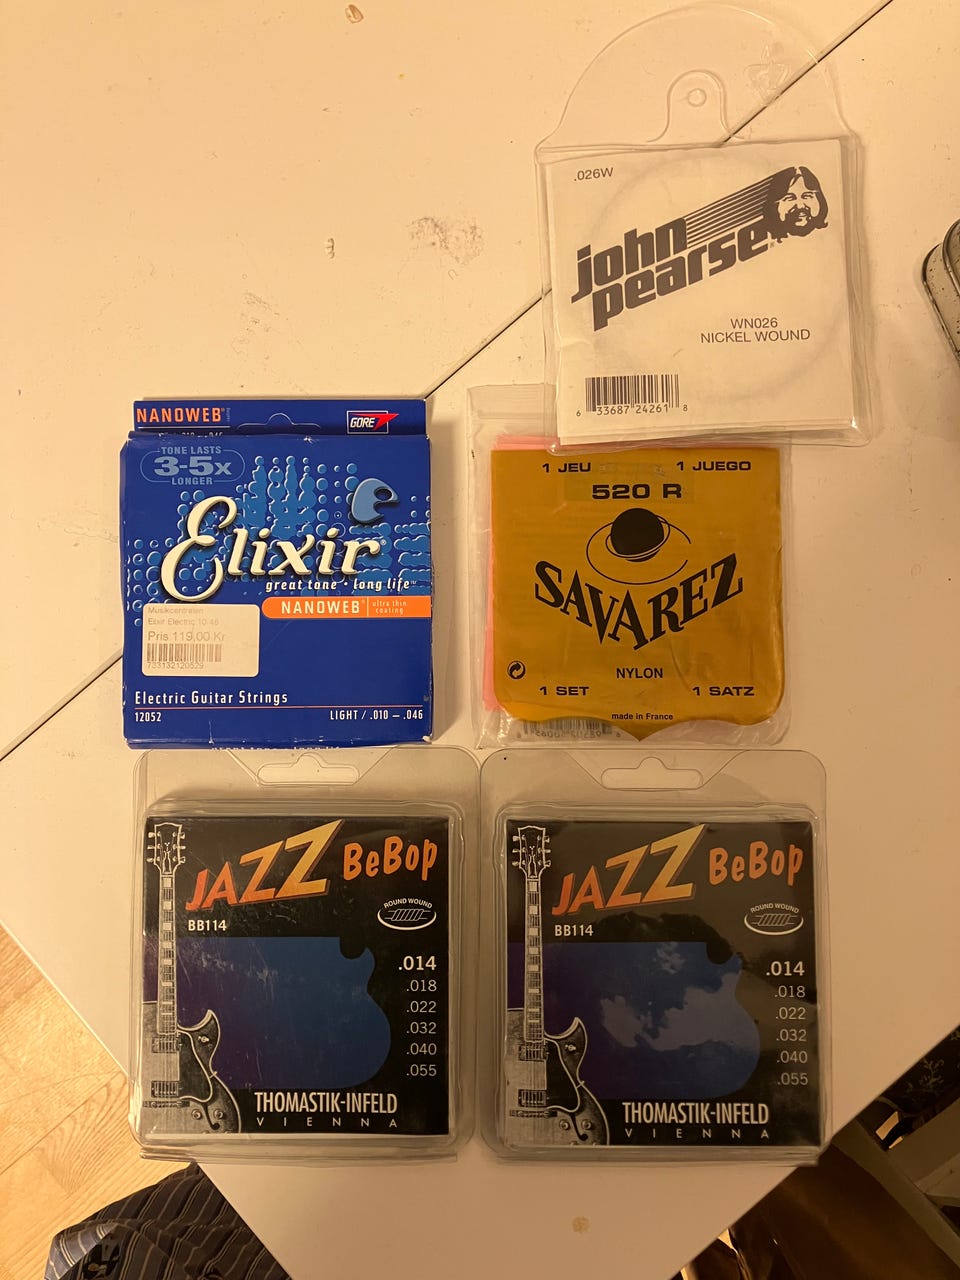 .026W
john
pearse
WN026
NICKEL WOUND
6 33687 24261 8
NANOWEB®
GORE
TONE LASTS
3-5x
LONGER
Elixir®
great tone • long life™
NANOWEB® ultra thin coating
Musikcentralen
Elixir Electric 10-46
Pris 119,00 Kr
733132120529
Electric Guitar Strings
12052 LIGHT / .010 – .046
1 JEU 1 JUEGO
520 R
SAVAREZ
NYLON
1 SET 1 SATZ
made in France
JAZZ BeBop
ROUND WOUND
BB114
.014
.018
.022
.032
.040
.055
THOMASTIK-INFELD
VIENNA
JAZZ BeBop
ROUND WOUND
BB114
.014
.018
.022
.032
.040
.055
THOMASTIK-INFELD
VIENNA